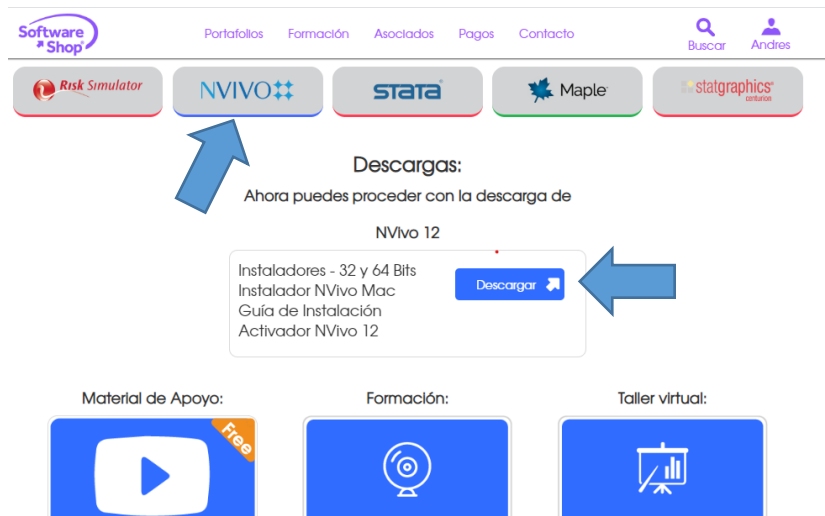 Software
Shop
Portafolios Formación Asociados Pagos Contacto
Buscar Andres
Risk Simulator
NVIVO
STATA
Maple
statgraphics
centurion
Descargas:
Ahora puedes proceder con la descarga de
NVIvo 12
Instaladores - 32 y 64 Bits
Instalador NVivo Mac
Guía de Instalación
Activador NVivo 12
Descargar
Material de Apoyo: Formación: Taller virtual:
Free